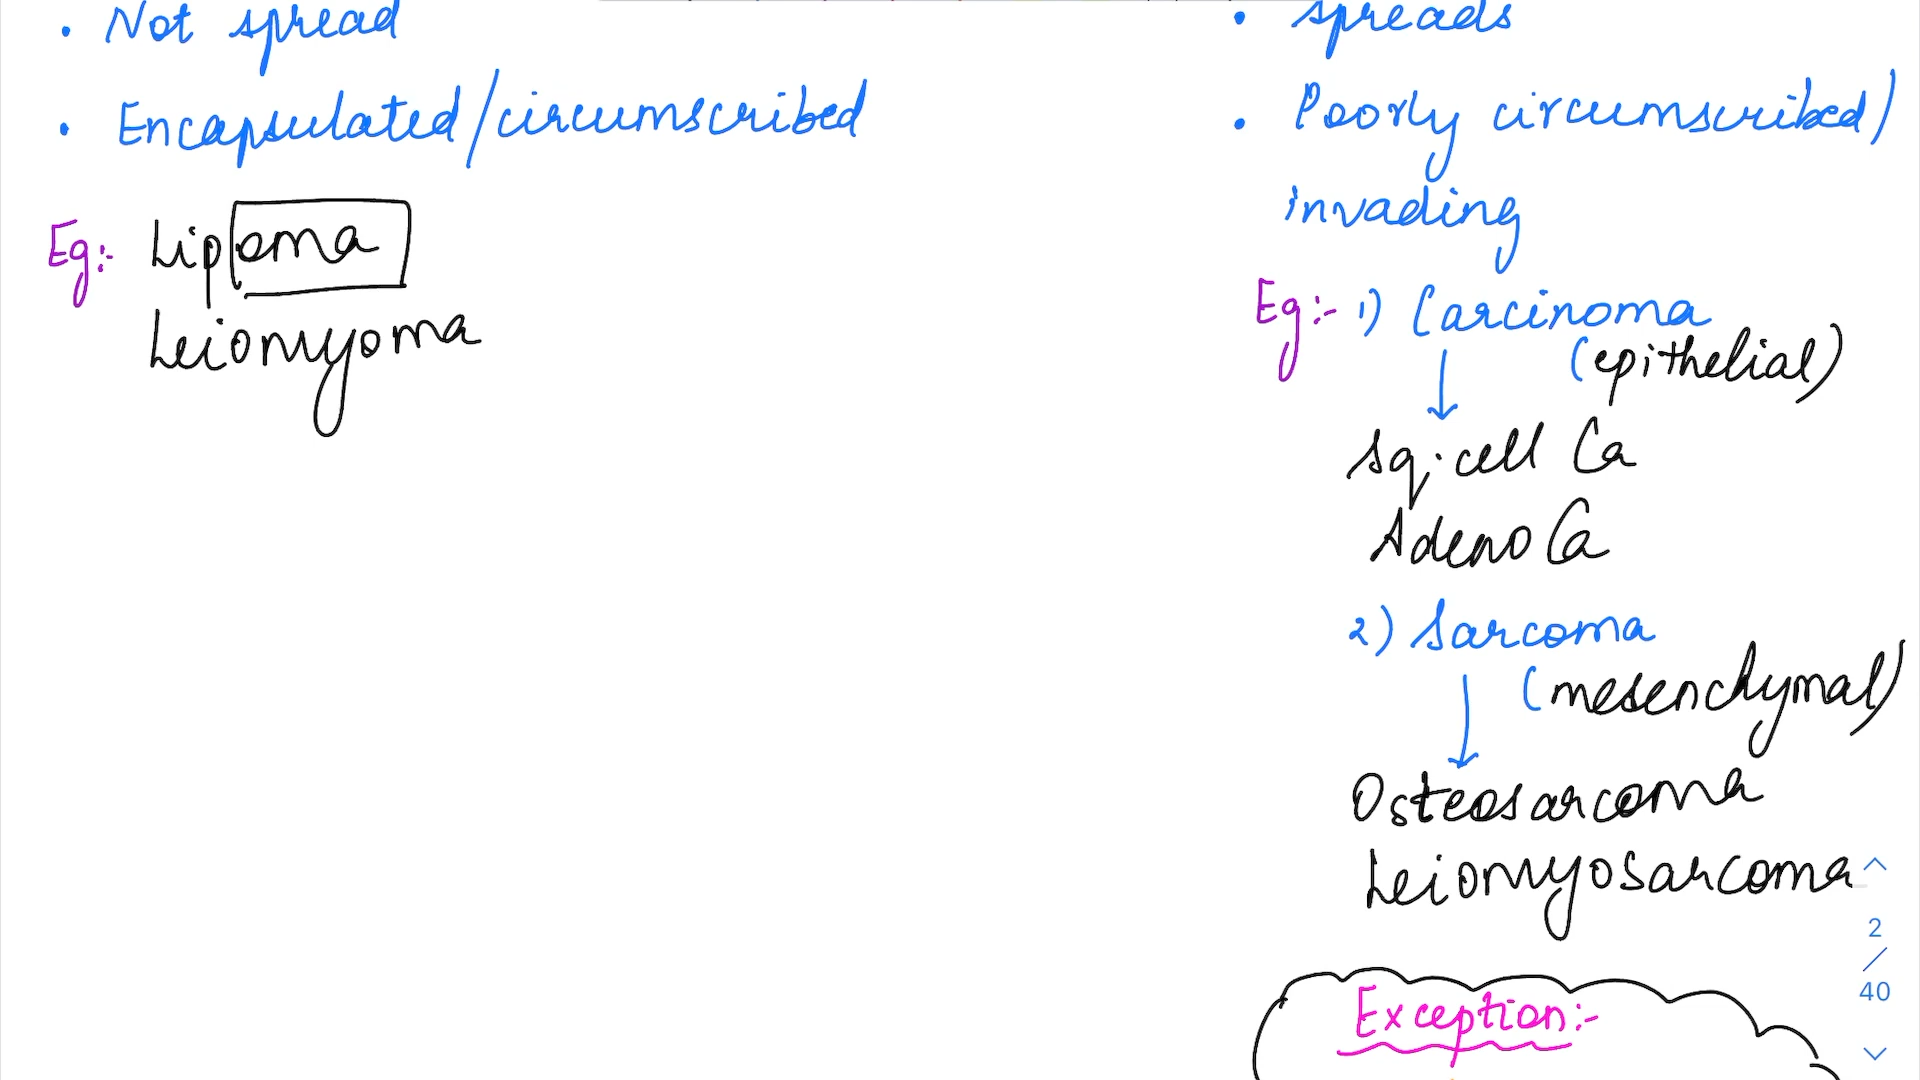 • Not spread
• Encapsulated/circumscribed
Eg:- Lipoma
Leiomyoma
• spreads
• Poorly circumscribed/
invading
Eg:- 1) Carcinoma
(epithelial)
↓
Sq. cell Ca
Adeno Ca
2) Sarcoma
(mesenchymal)
↓
Osteosarcoma
Leiomyosarcoma
Exception:-
2
/
40